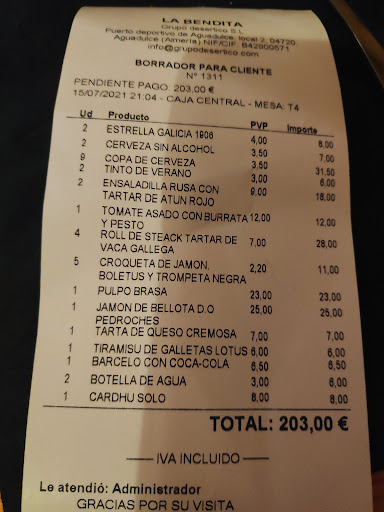 LA BENDITA
Grupo desertico S.L
Puerto deportivo de Aguadulce, local 2, 04720,
Aguadulce (Almeria) NIF/CIF: B42900571
info@grupodesertico.com
BORRADOR PARA CLIENTE
Nº 1311
PENDIENTE PAGO: 203,00 €
15/07/2021 21:04 - CAJA CENTRAL - MESA: T4
Ud Producto PVP Importe
2 ESTRELLA GALICIA 1906 4,00 8,00
2 CERVEZA SIN ALCOHOL 3,50 7,00
9 COPA DE CERVEZA 3,50 31,50
2 TINTO DE VERANO 3,00 6,00
2 ENSALADILLA RUSA CON 9,00 18,00
TARTAR DE ATUN ROJO
1 TOMATE ASADO CON BURRATA 12,00 12,00
Y PESTO
4 ROLL DE STEACK TARTAR DE 7,00 28,00
VACA GALLEGA
5 CROQUETA DE JAMON, 2,20 11,00
BOLETUS Y TROMPETA NEGRA
1 PULPO BRASA 23,00 23,00
1 JAMON DE BELLOTA D.O 25,00 25,00
PEDROCHES
1 TARTA DE QUESO CREMOSA 7,00 7,00
1 TIRAMISU DE GALLETAS LOTUS 6,00 6,00
1 BARCELO CON COCA-COLA 6,50 6,50
2 BOTELLA DE AGUA 3,00 6,00
1 CARDHU SOLO 8,00 8,00
TOTAL: 203,00 €
IVA INCLUIDO
Le atendió: Administrador
GRACIAS POR SU VISITA